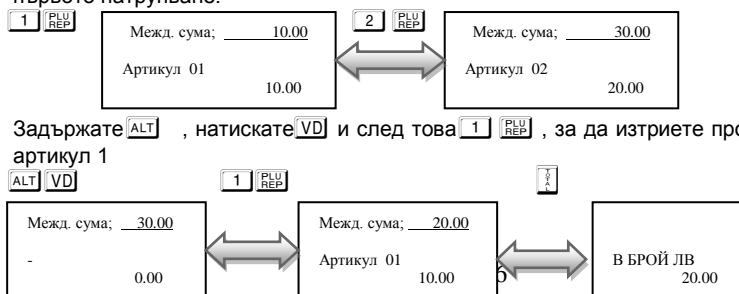 1 PLU REP 2 PLU REP
Межд. сума; 10.00 Межд. сума; 30.00
Артикул 01 Артикул 02
10.00 20.00
Задържате ALT , натискате VD и след това 1 PLU REP , за да изтриете про
артикул 1
ALT VD 1 PLU REP TOTAL
Межд. сума; 30.00 Межд. сума; 20.00
- Артикул 01 В БРОЙ ЛВ
0.00 10.00 6 20.00